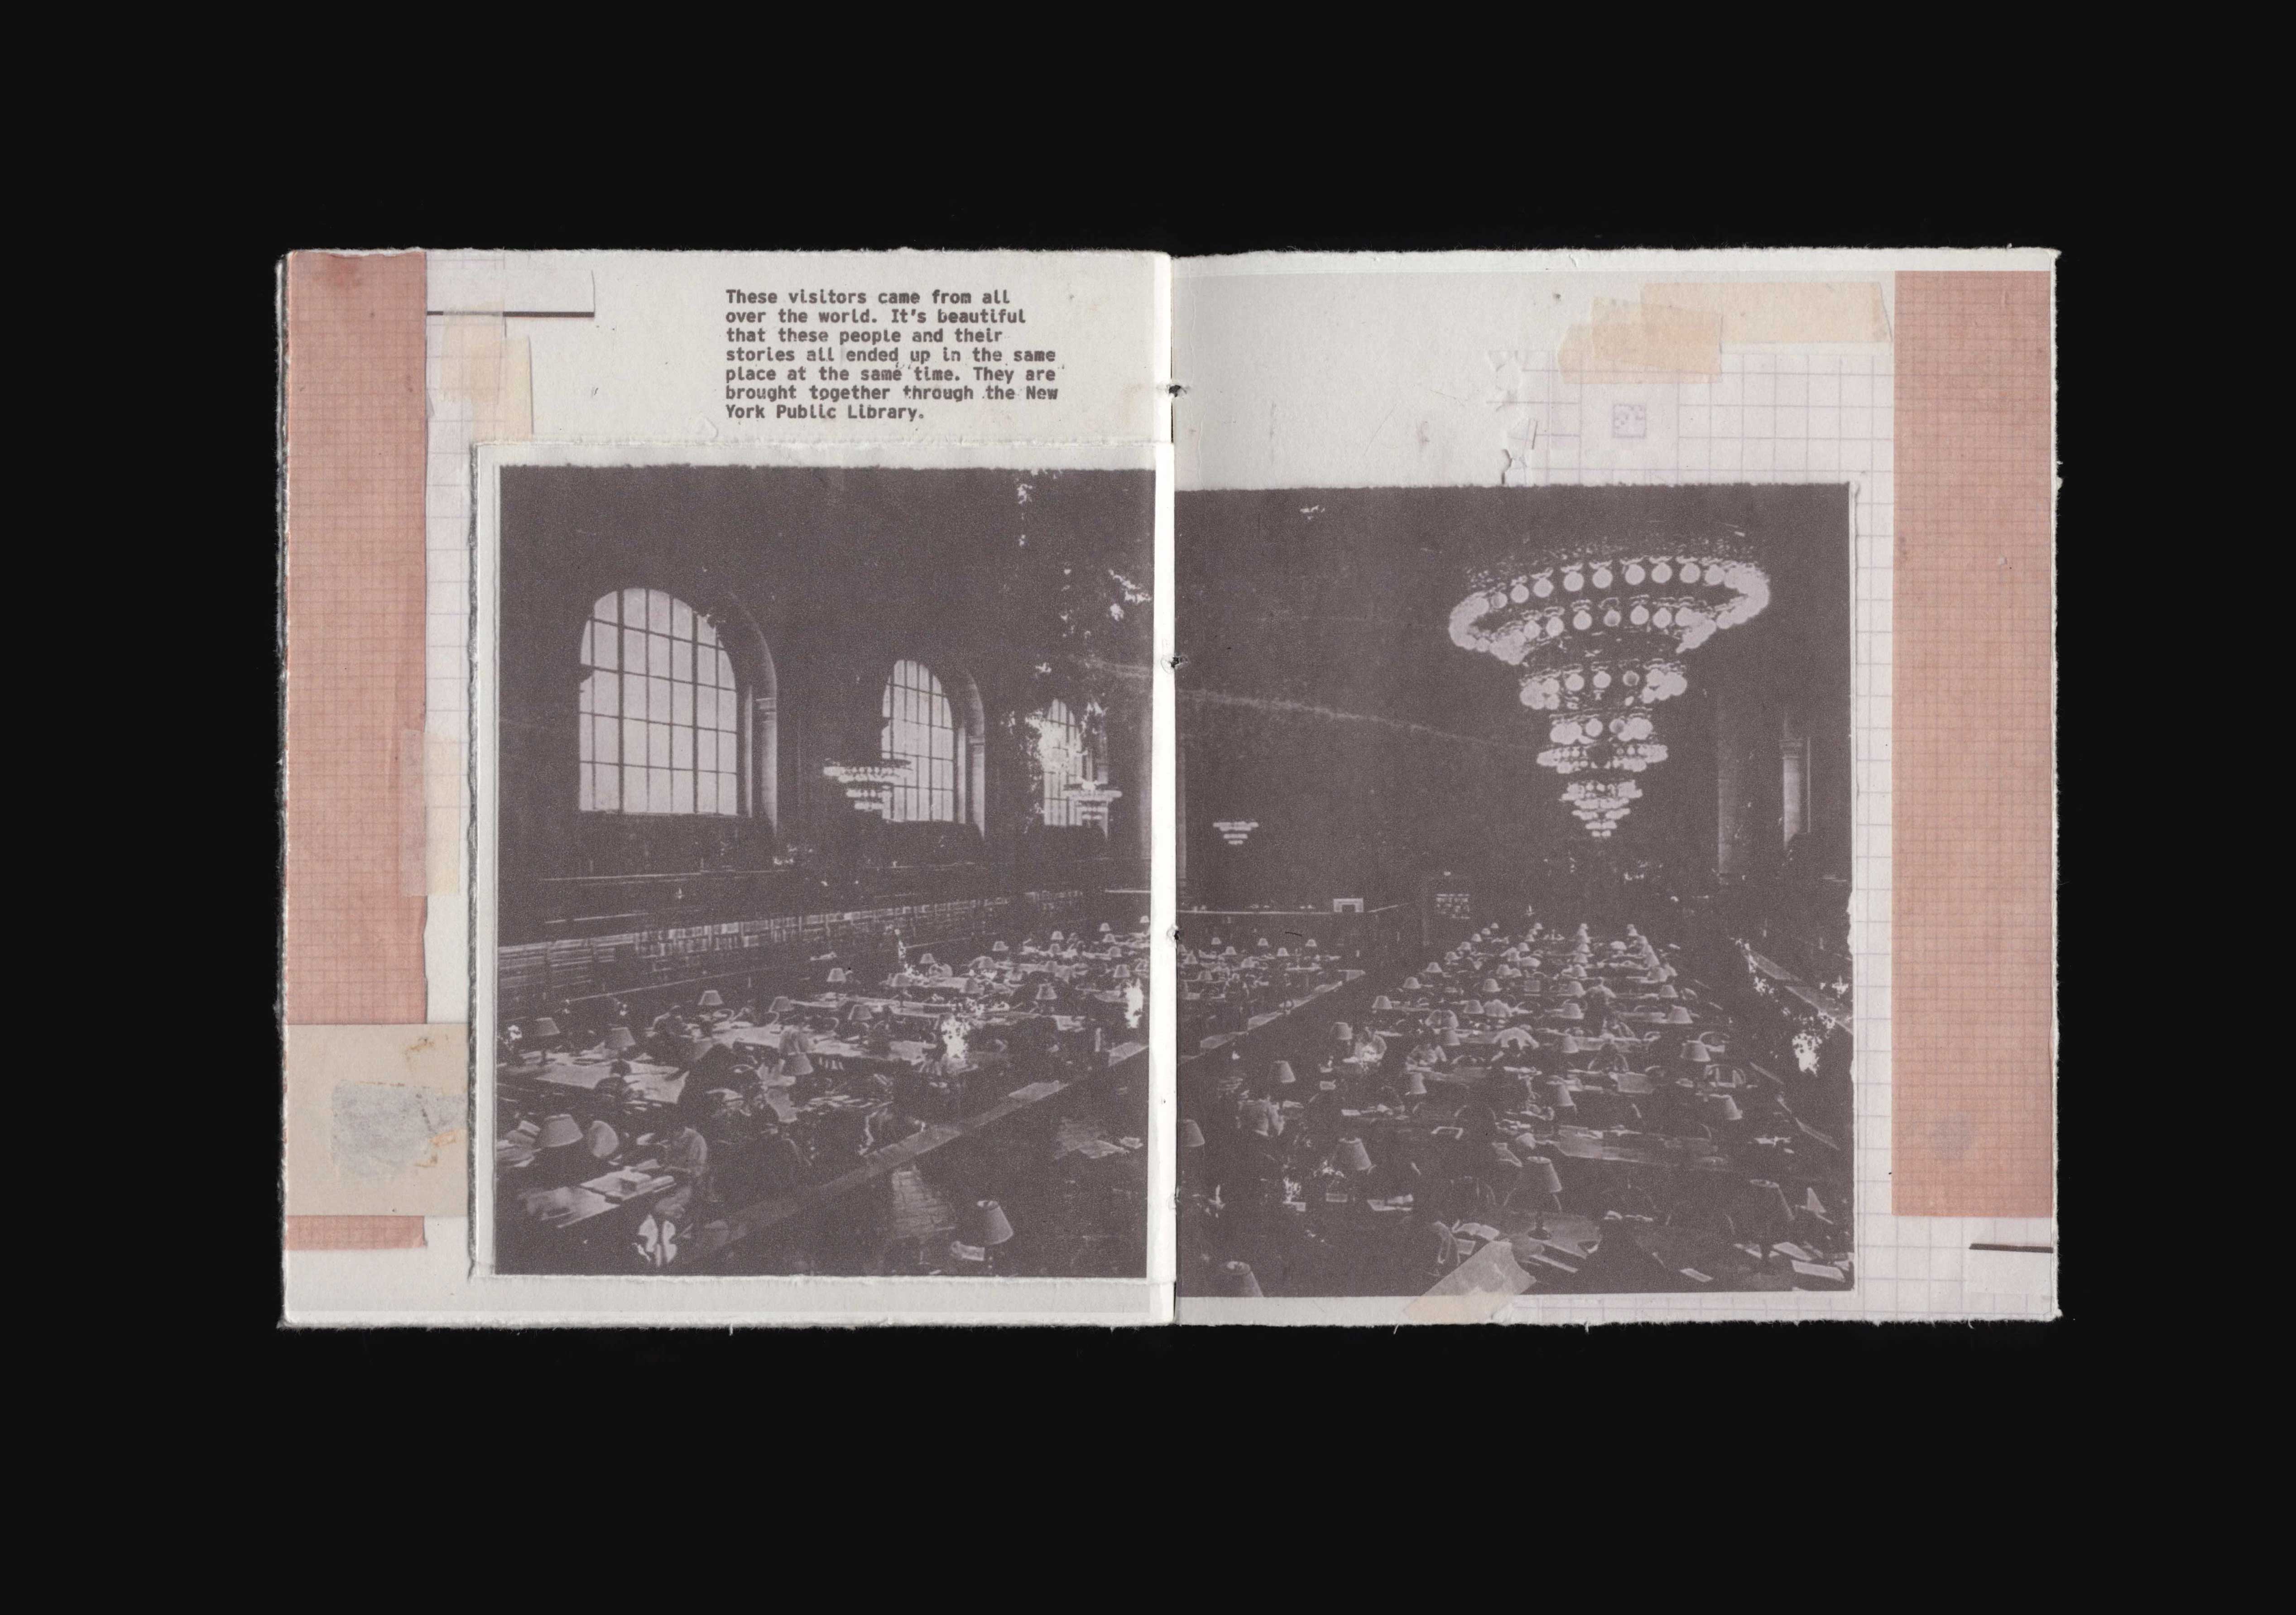 These visitors came from all
over the world. It's beautiful
that these people and their
stories all ended up in the same
place at the same time. They are
brought together through the New
York Public Library.